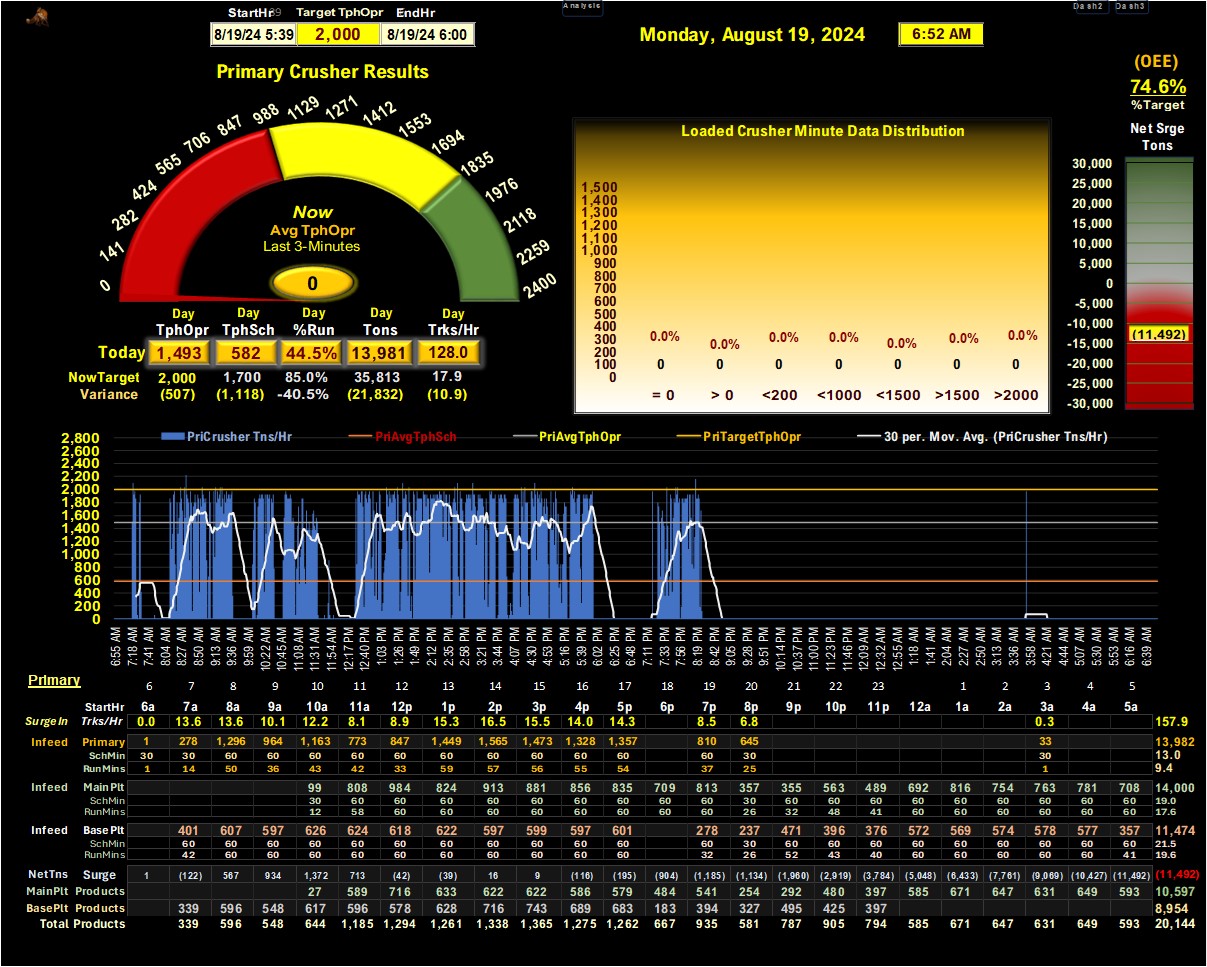 StartHr 39 Target TphOpr EndHr
8/19/24 5:39 2,000 8/19/24 6:00
Analysis
Dash2 Dash3
Monday, August 19, 2024 6:52 AM
(OEE)
74.6%
%Target
Primary Crusher Results
0 141 282 424 565 706 847 988 1129 1271 1412 1553 1694 1835 1976 2118 2259 2400
Now
Avg TphOpr
Last 3-Minutes
0
Day Day Day Day Day
TphOpr TphSch %Run Tons Trks/Hr
Today 1,493 582 44.5% 13,981 128.0
NowTarget 2,000 1,700 85.0% 35,813 17.9
Variance (507) (1,118) -40.5% (21,832) (10.9)
Loaded Crusher Minute Data Distribution
1,500
1,400
1,300
1,200
1,100
1,000
900
800
700
600
500
400
300
200
100
0
0.0% 0.0% 0.0% 0.0% 0.0% 0.0% 0.0%
0 0 0 0 0 0 0
= 0 > 0 <200 <1000 <1500 >1500 >2000
Net Srge
Tons
30,000
25,000
20,000
15,000
10,000
5,000
0
-5,000
-10,000
(11,492)
-15,000
-20,000
-25,000
-30,000
PriCrusher Tns/Hr PriAvgTphSch PriAvgTphOpr PriTargetTphOpr 30 per. Mov. Avg. (PriCrusher Tns/Hr)
2,800
2,600
2,400
2,200
2,000
1,800
1,600
1,400
1,200
1,000
800
600
400
200
0
6:55 AM 7:18 AM 7:41 AM 8:04 AM 8:27 AM 8:50 AM 9:13 AM 9:36 AM 9:59 AM 10:22 AM 10:45 AM 11:08 AM 11:31 AM 11:54 AM 12:17 PM 12:40 PM 1:03 PM 1:26 PM 1:49 PM 2:12 PM 2:35 PM 2:58 PM 3:21 PM 3:44 PM 4:07 PM 4:30 PM 4:53 PM 5:16 PM 5:39 PM 6:02 PM 6:25 PM 6:48 PM 7:11 PM 7:33 PM 7:56 PM 8:19 PM 8:42 PM 9:05 PM 9:28 PM 9:51 PM 10:14 PM 10:37 PM 11:00 PM 11:23 PM 11:46 PM 12:09 AM 12:32 AM 12:55 AM 1:18 AM 1:41 AM 2:04 AM 2:27 AM 2:50 AM 3:13 AM 3:36 AM 3:58 AM 4:21 AM 4:44 AM 5:07 AM 5:30 AM 5:53 AM 6:16 AM 6:39 AM
Primary
6 7 8 9 10 11 12 13 14 15 16 17 18 19 20 21 22 23 1 2 3 4 5
StartHr 6a 7a 8a 9a 10a 11a 12p 1p 2p 3p 4p 5p 6p 7p 8p 9p 10p 11p 12a 1a 2a 3a 4a 5a
SurgeIn Trks/Hr 0.0 13.6 13.6 10.1 12.2 8.1 8.9 15.3 16.5 15.5 14.0 14.3 8.5 6.8 0.3 157.9
Infeed Primary 1 278 1,296 964 1,163 773 847 1,449 1,565 1,473 1,328 1,357 810 645 33 13,982
SchMin 30 30 60 60 60 60 60 60 60 60 60 60 60 30 30 13.0
RunMins 1 14 50 36 43 42 33 59 57 56 55 54 37 25 1 9.4
Infeed MainPlt 99 808 984 824 913 881 856 835 709 813 357 355 563 489 692 816 754 763 781 708 14,000
SchMin 30 60 60 60 60 60 60 60 60 60 30 60 60 60 60 60 60 60 60 60 19.0
RunMins 12 58 60 60 60 60 60 60 60 60 26 32 48 41 60 60 60 60 60 60 17.6
Infeed BasePlt 401 607 597 626 624 618 622 597 599 597 601 278 237 471 396 376 572 569 574 578 577 357 11,474
SchMin 60 60 60 60 60 60 60 60 60 60 60 60 30 60 60 60 60 60 60 60 60 60 21.5
RunMins 42 60 60 60 60 60 60 60 60 60 60 32 26 52 43 40 60 60 60 60 60 41 19.6
NetTns Surge 1 (122) 567 934 1,372 713 (42) (39) 16 9 (116) (195) (904) (1,185) (1,134) (1,960) (2,919) (3,784) (5,048) (6,433) (7,761) (9,069) (10,427) (11,492) (11,492)
MainPlt Products 27 589 716 633 622 622 586 579 484 541 254 292 480 397 585 671 647 631 649 593 10,597
BasePlt Products 339 596 548 617 596 578 628 716 743 689 683 183 394 327 495 425 397 8,954
Total Products 339 596 548 644 1,185 1,294 1,261 1,338 1,365 1,275 1,262 667 935 581 787 905 794 585 671 647 631 649 593 20,144